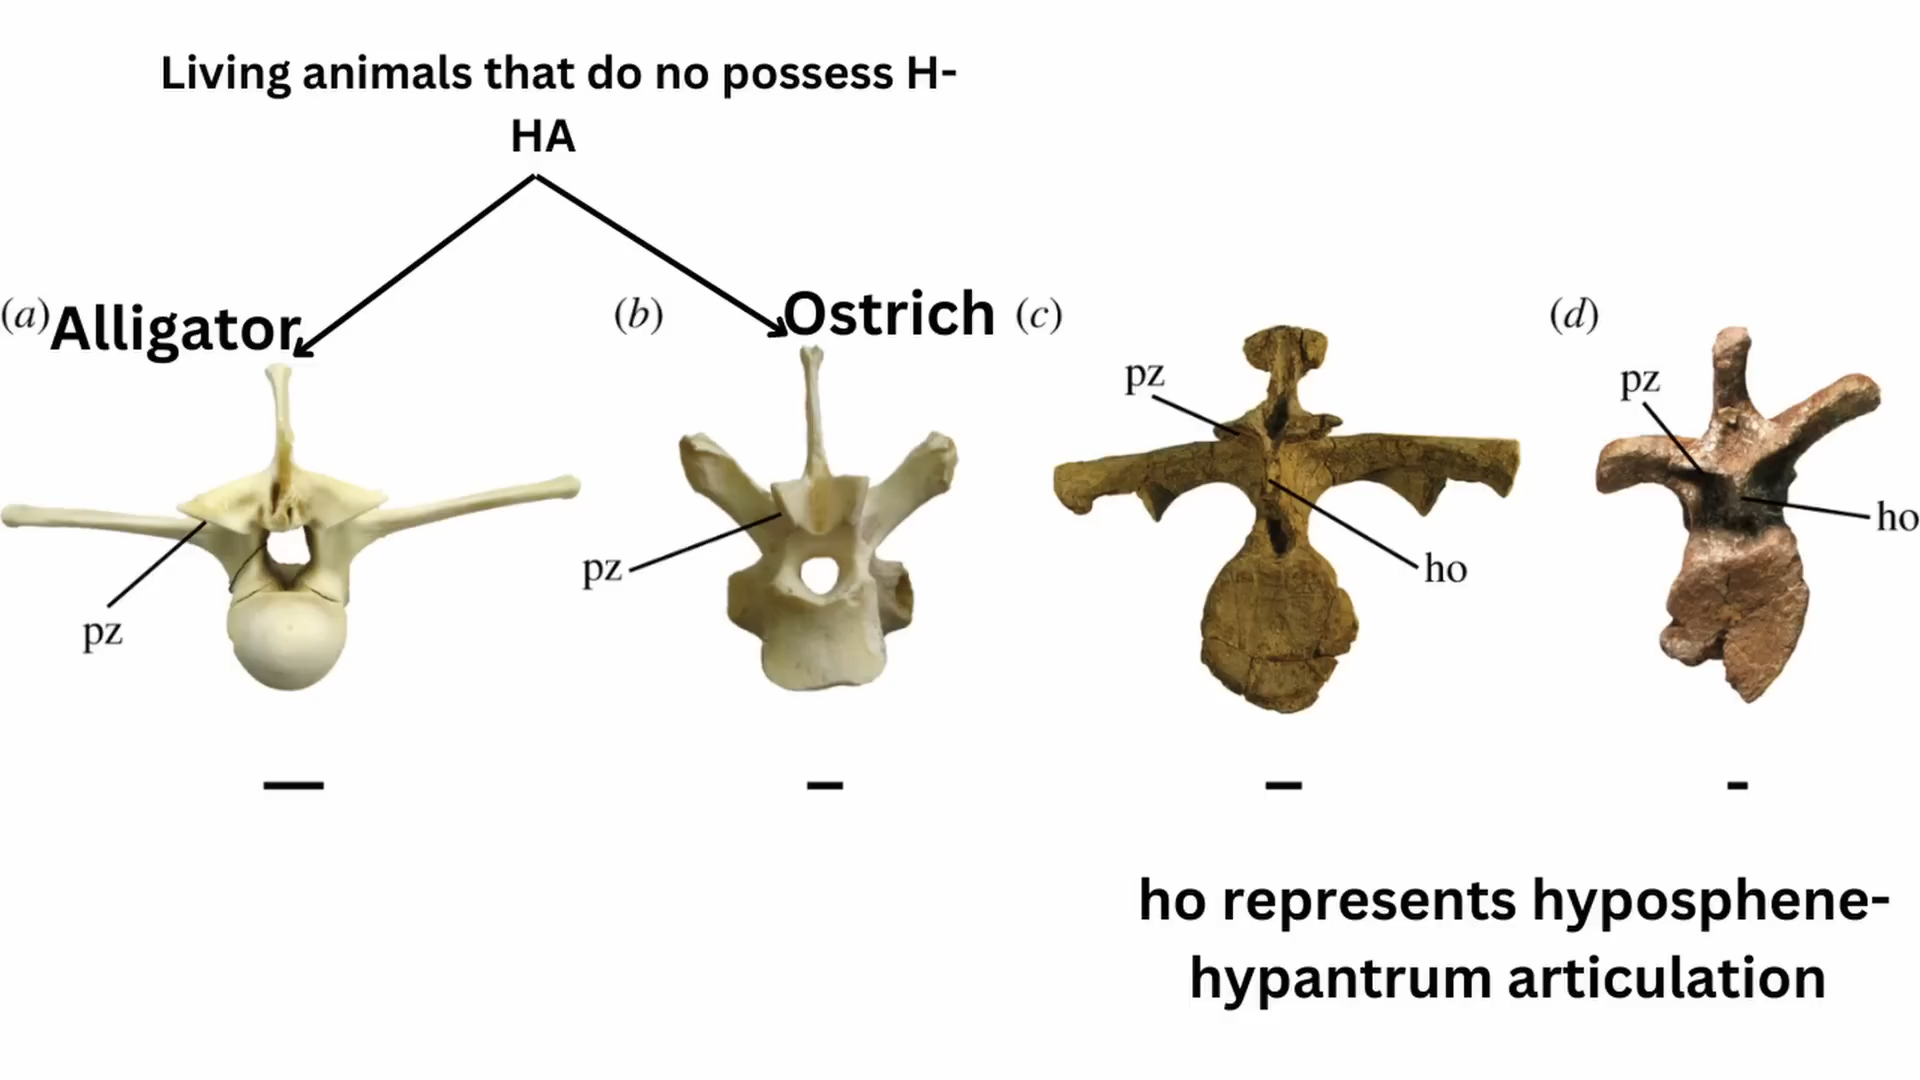 Living animals that do no possess H-
HA
(a)
Alligator
(b)
Ostrich
(c)
(d)
pz
pz
pz
pz
ho
ho
ho represents hyposphene-
hypantrum articulation